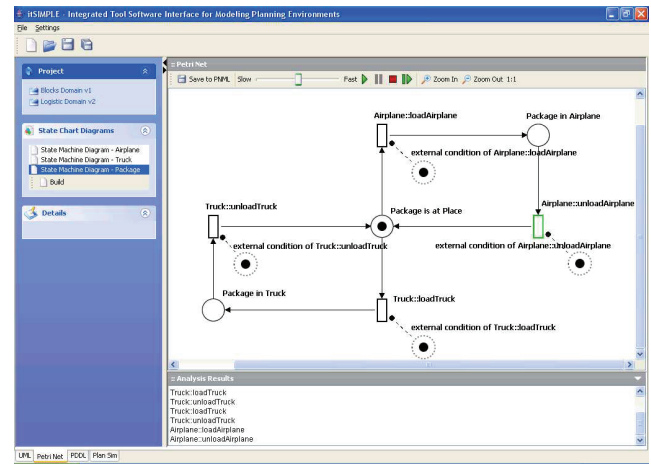 itSIMPLE - Integrated Tool Software Interface for Modeling Planning Environments
File Settings
:: Petri Net
Project
Save to PNML Slow Fast Zoom In Zoom Out 1:1
Blocks Domain v1
Logistic Domain v2
Airplane::loadAirplane Package in Airplane
State Chart Diagrams
State Machine Diagram - Airplane
State Machine Diagram - Truck
State Machine Diagram - Package
Build
external condition of Airplane::loadAirplane
Truck::unloadTruck Package is at Place Airplane::unloadAirplane
Details
external condition of Truck::unloadTruck external condition of Airplane::unloadAirplane
Package in Truck Truck::loadTruck
external condition of Truck::loadTruck
:: Analysis Results
Truck::loadTruck
Truck::unloadTruck
Truck::loadTruck
Truck::unloadTruck
Airplane::loadAirplane
Airplane::unloadAirplane
UML Petri Net PDDL Plan Sim